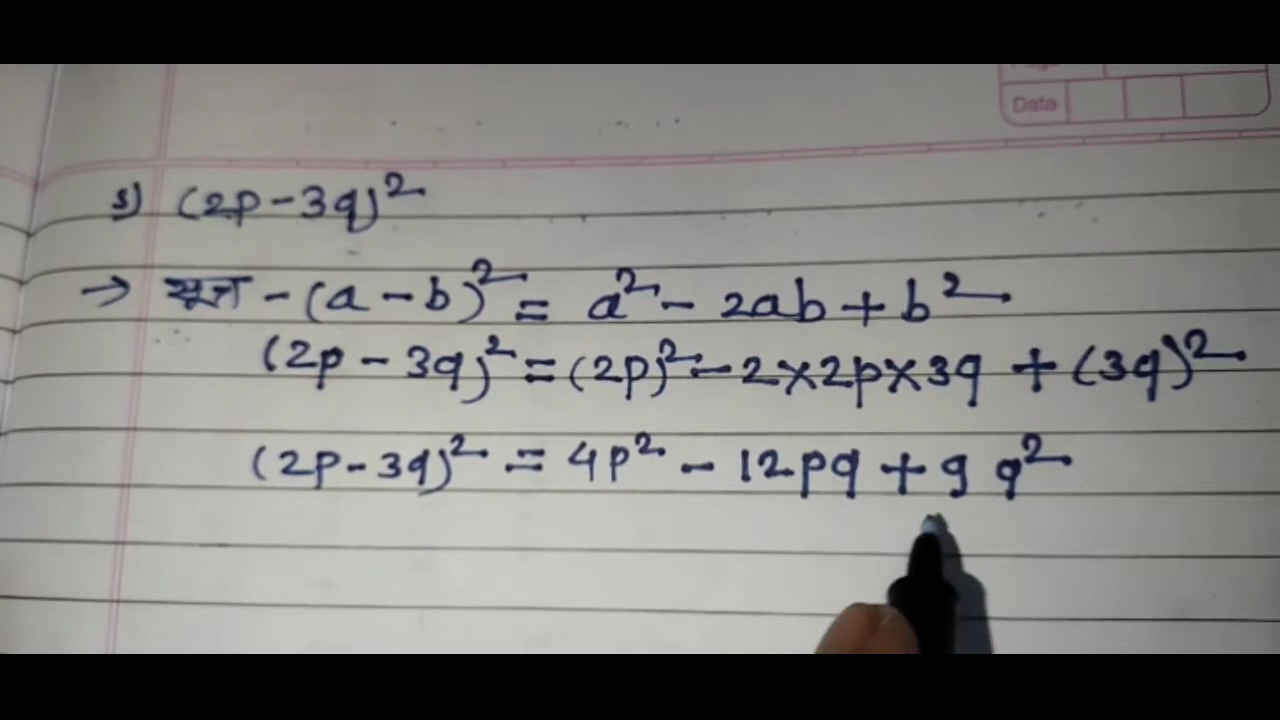 Date
1) (2p-3q)²
→ सूत्र - (a - b)² = a² - 2ab + b²
(2p - 3q)² = (2p)² - 2×2p×3q + (3q)²
(2p-3q)² = 4p² - 12pq + 9q²